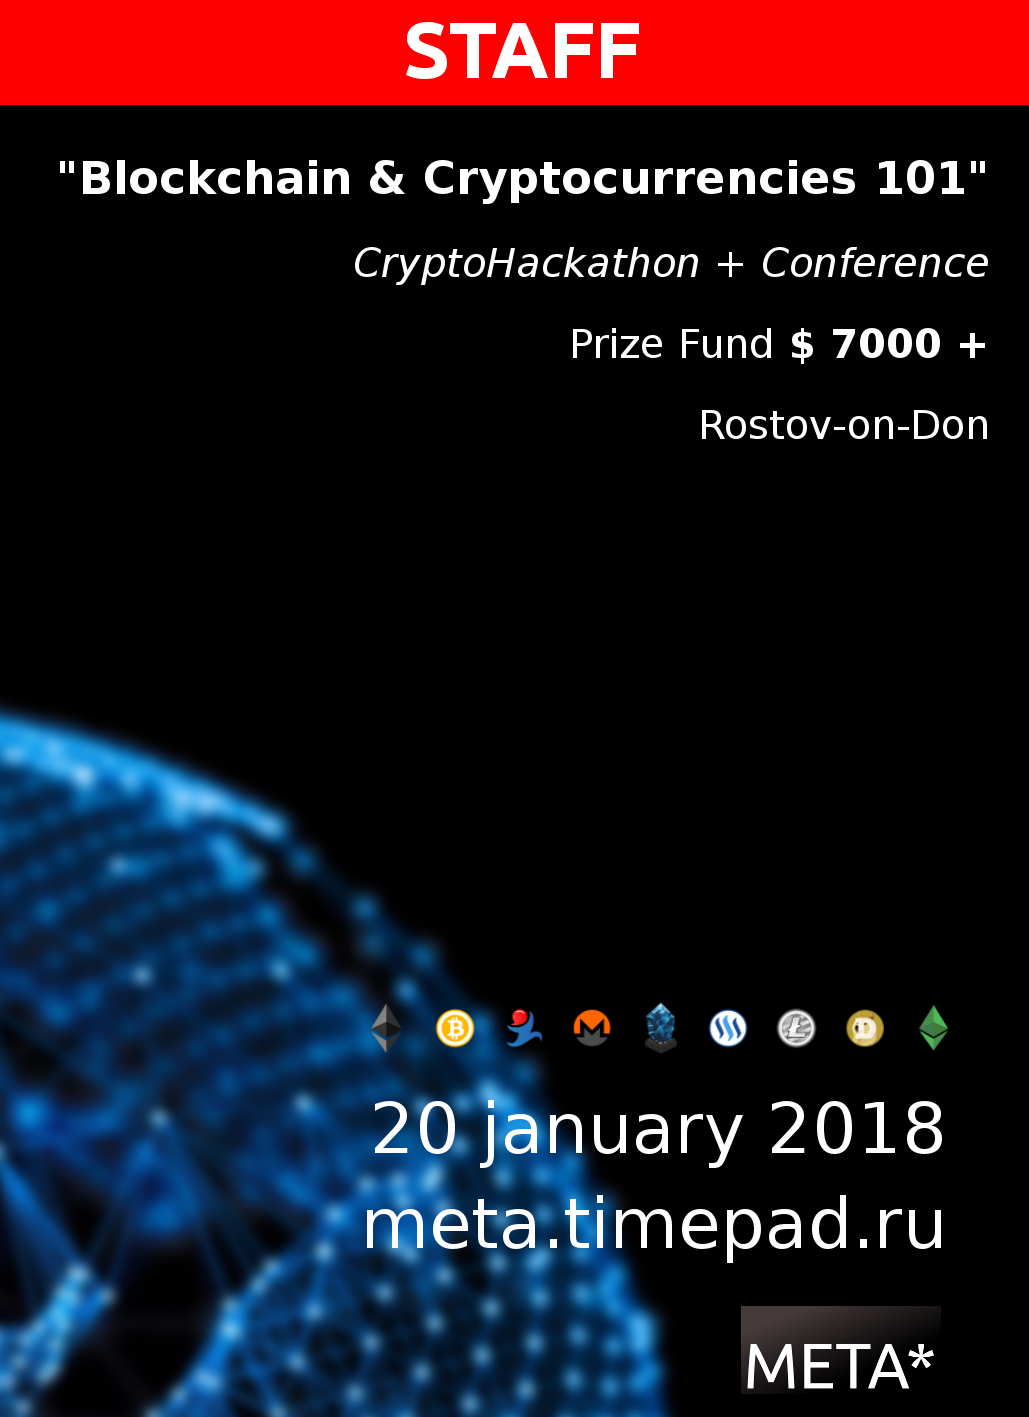 STAFF
"Blockchain & Cryptocurrencies 101"
CryptoHackathon + Conference
Prize Fund $ 7000 +
Rostov-on-Don
20 january 2018
meta.timepad.ru
META*